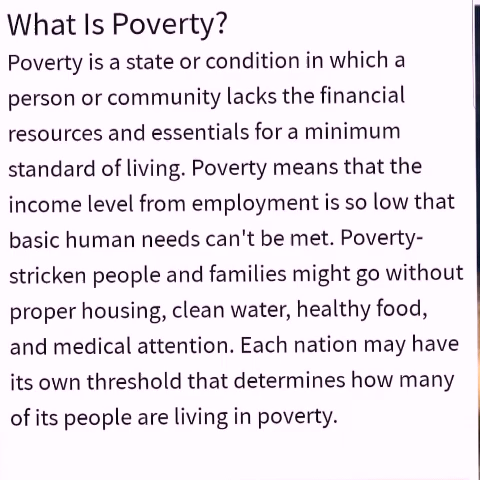 What Is Poverty?
Poverty is a state or condition in which a
person or community lacks the financial
resources and essentials for a minimum
standard of living. Poverty means that the
income level from employment is so low that
basic human needs can't be met. Poverty-
stricken people and families might go without
proper housing, clean water, healthy food,
and medical attention. Each nation may have
its own threshold that determines how many
of its people are living in poverty.